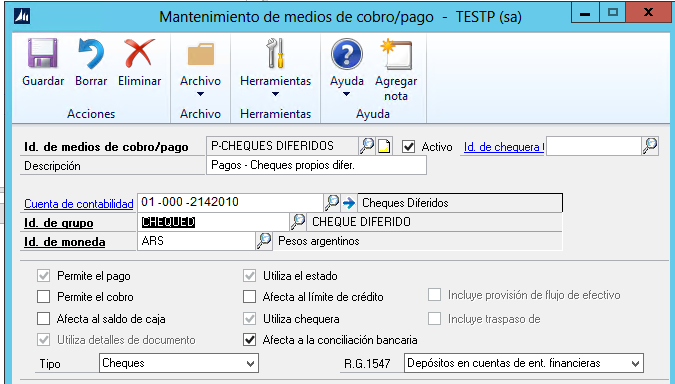 Mantenimiento de medios de cobro/pago - TESTP (sa)
Guardar Borrar Eliminar Archivo Herramientas Ayuda Agregar nota
Acciones Archivo Herramientas Ayuda
Id. de medios de cobro/pago P-CHEQUES DIFERIDOS Activo Id. de chequera
Descripción Pagos - Cheques propios difer.
Cuenta de contabilidad 01 -000 -2142010 Cheques Diferidos
Id. de grupo CHEQUED CHEQUE DIFERIDO
Id. de moneda ARS Pesos argentinos
Permite el pago Utiliza el estado
Permite el cobro Afecta al límite de crédito Incluye provisión de flujo de efectivo
Afecta al saldo de caja Utiliza chequera Incluye traspaso de
Utiliza detalles de documento Afecta a la conciliación bancaria
Tipo Cheques R.G.1547 Depósitos en cuentas de ent. financieras